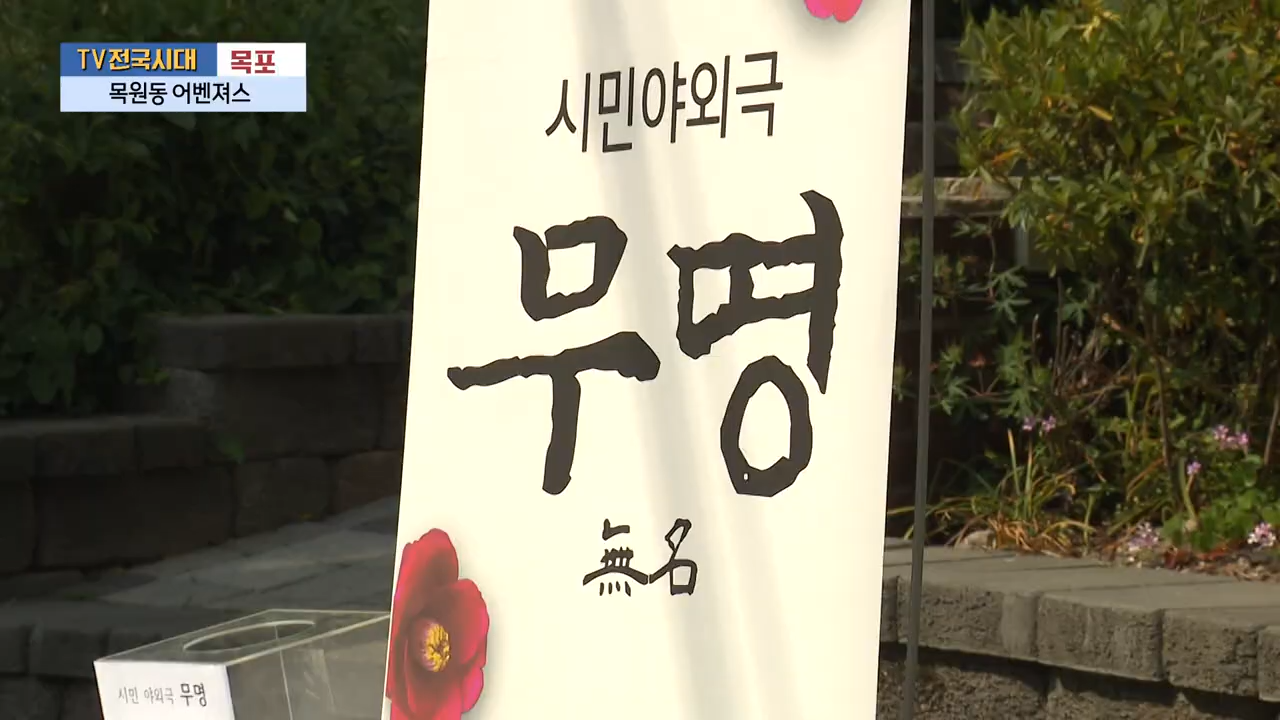 TV전국시대 목포
목원동 어벤져스
시민야외극
무명
無名
시민 야외극 무명